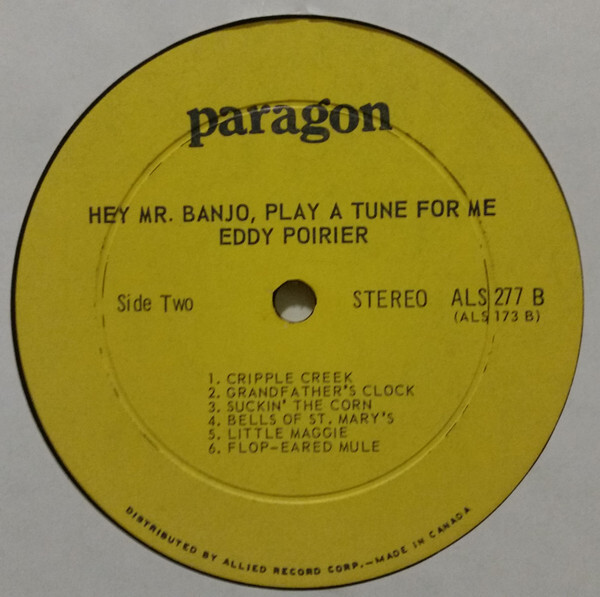 paragon
HEY MR. BANJO, PLAY A TUNE FOR ME
EDDY POIRIER
Side Two
STEREO ALS 277 B
(ALS 173 B)
1. CRIPPLE CREEK
2. GRANDFATHER'S CLOCK
3. SUCKIN' THE CORN
4. BELLS OF ST. MARY'S
5. LITTLE MAGGIE
6. FLOP-EARED MULE
DISTRIBUTED BY ALLIED RECORD CORP.—MADE IN CANADA